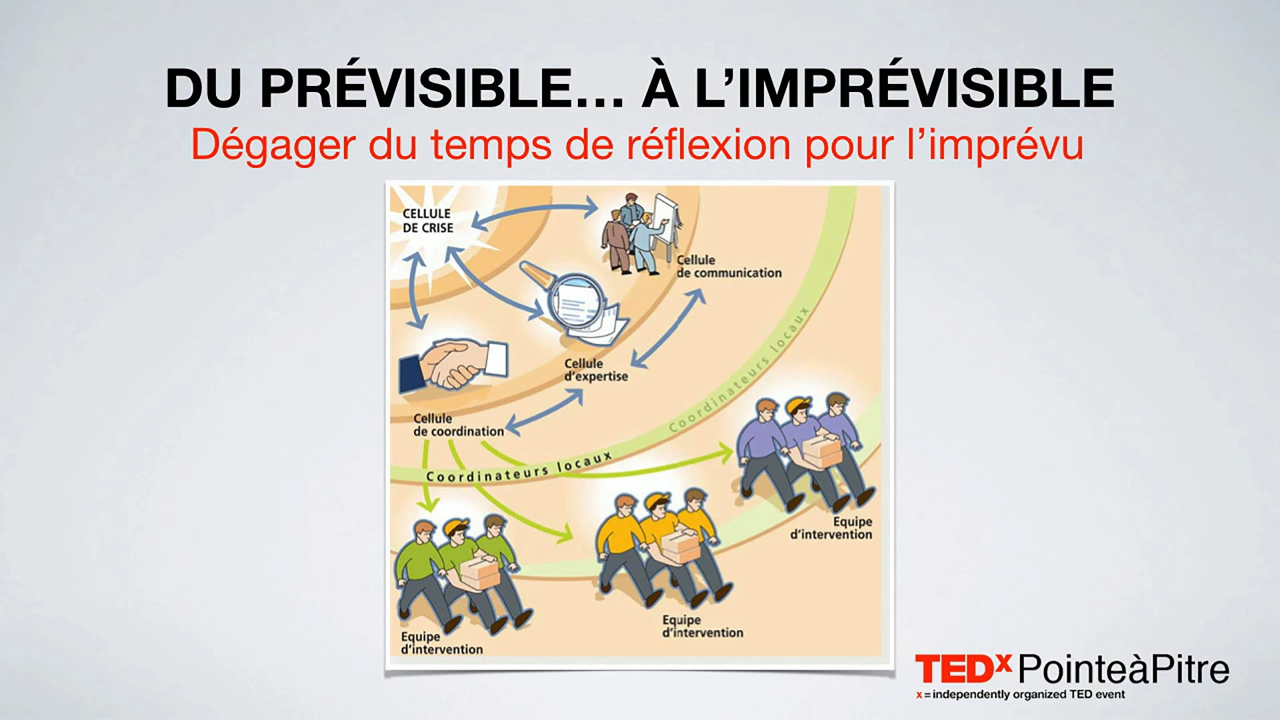 DU PRÉVISIBLE… À L’IMPRÉVISIBLE
Dégager du temps de réflexion pour l’imprévu
CELLULE
DE CRISE
Cellule
de communication
Cellule
d’expertise
Cellule
de coordination
Coordinateurs locaux
Coordinateurs locaux
Equipe
d’intervention
Equipe
d’intervention
Equipe
d’intervention
TEDx PointeàPitre
x = independently organized TED event